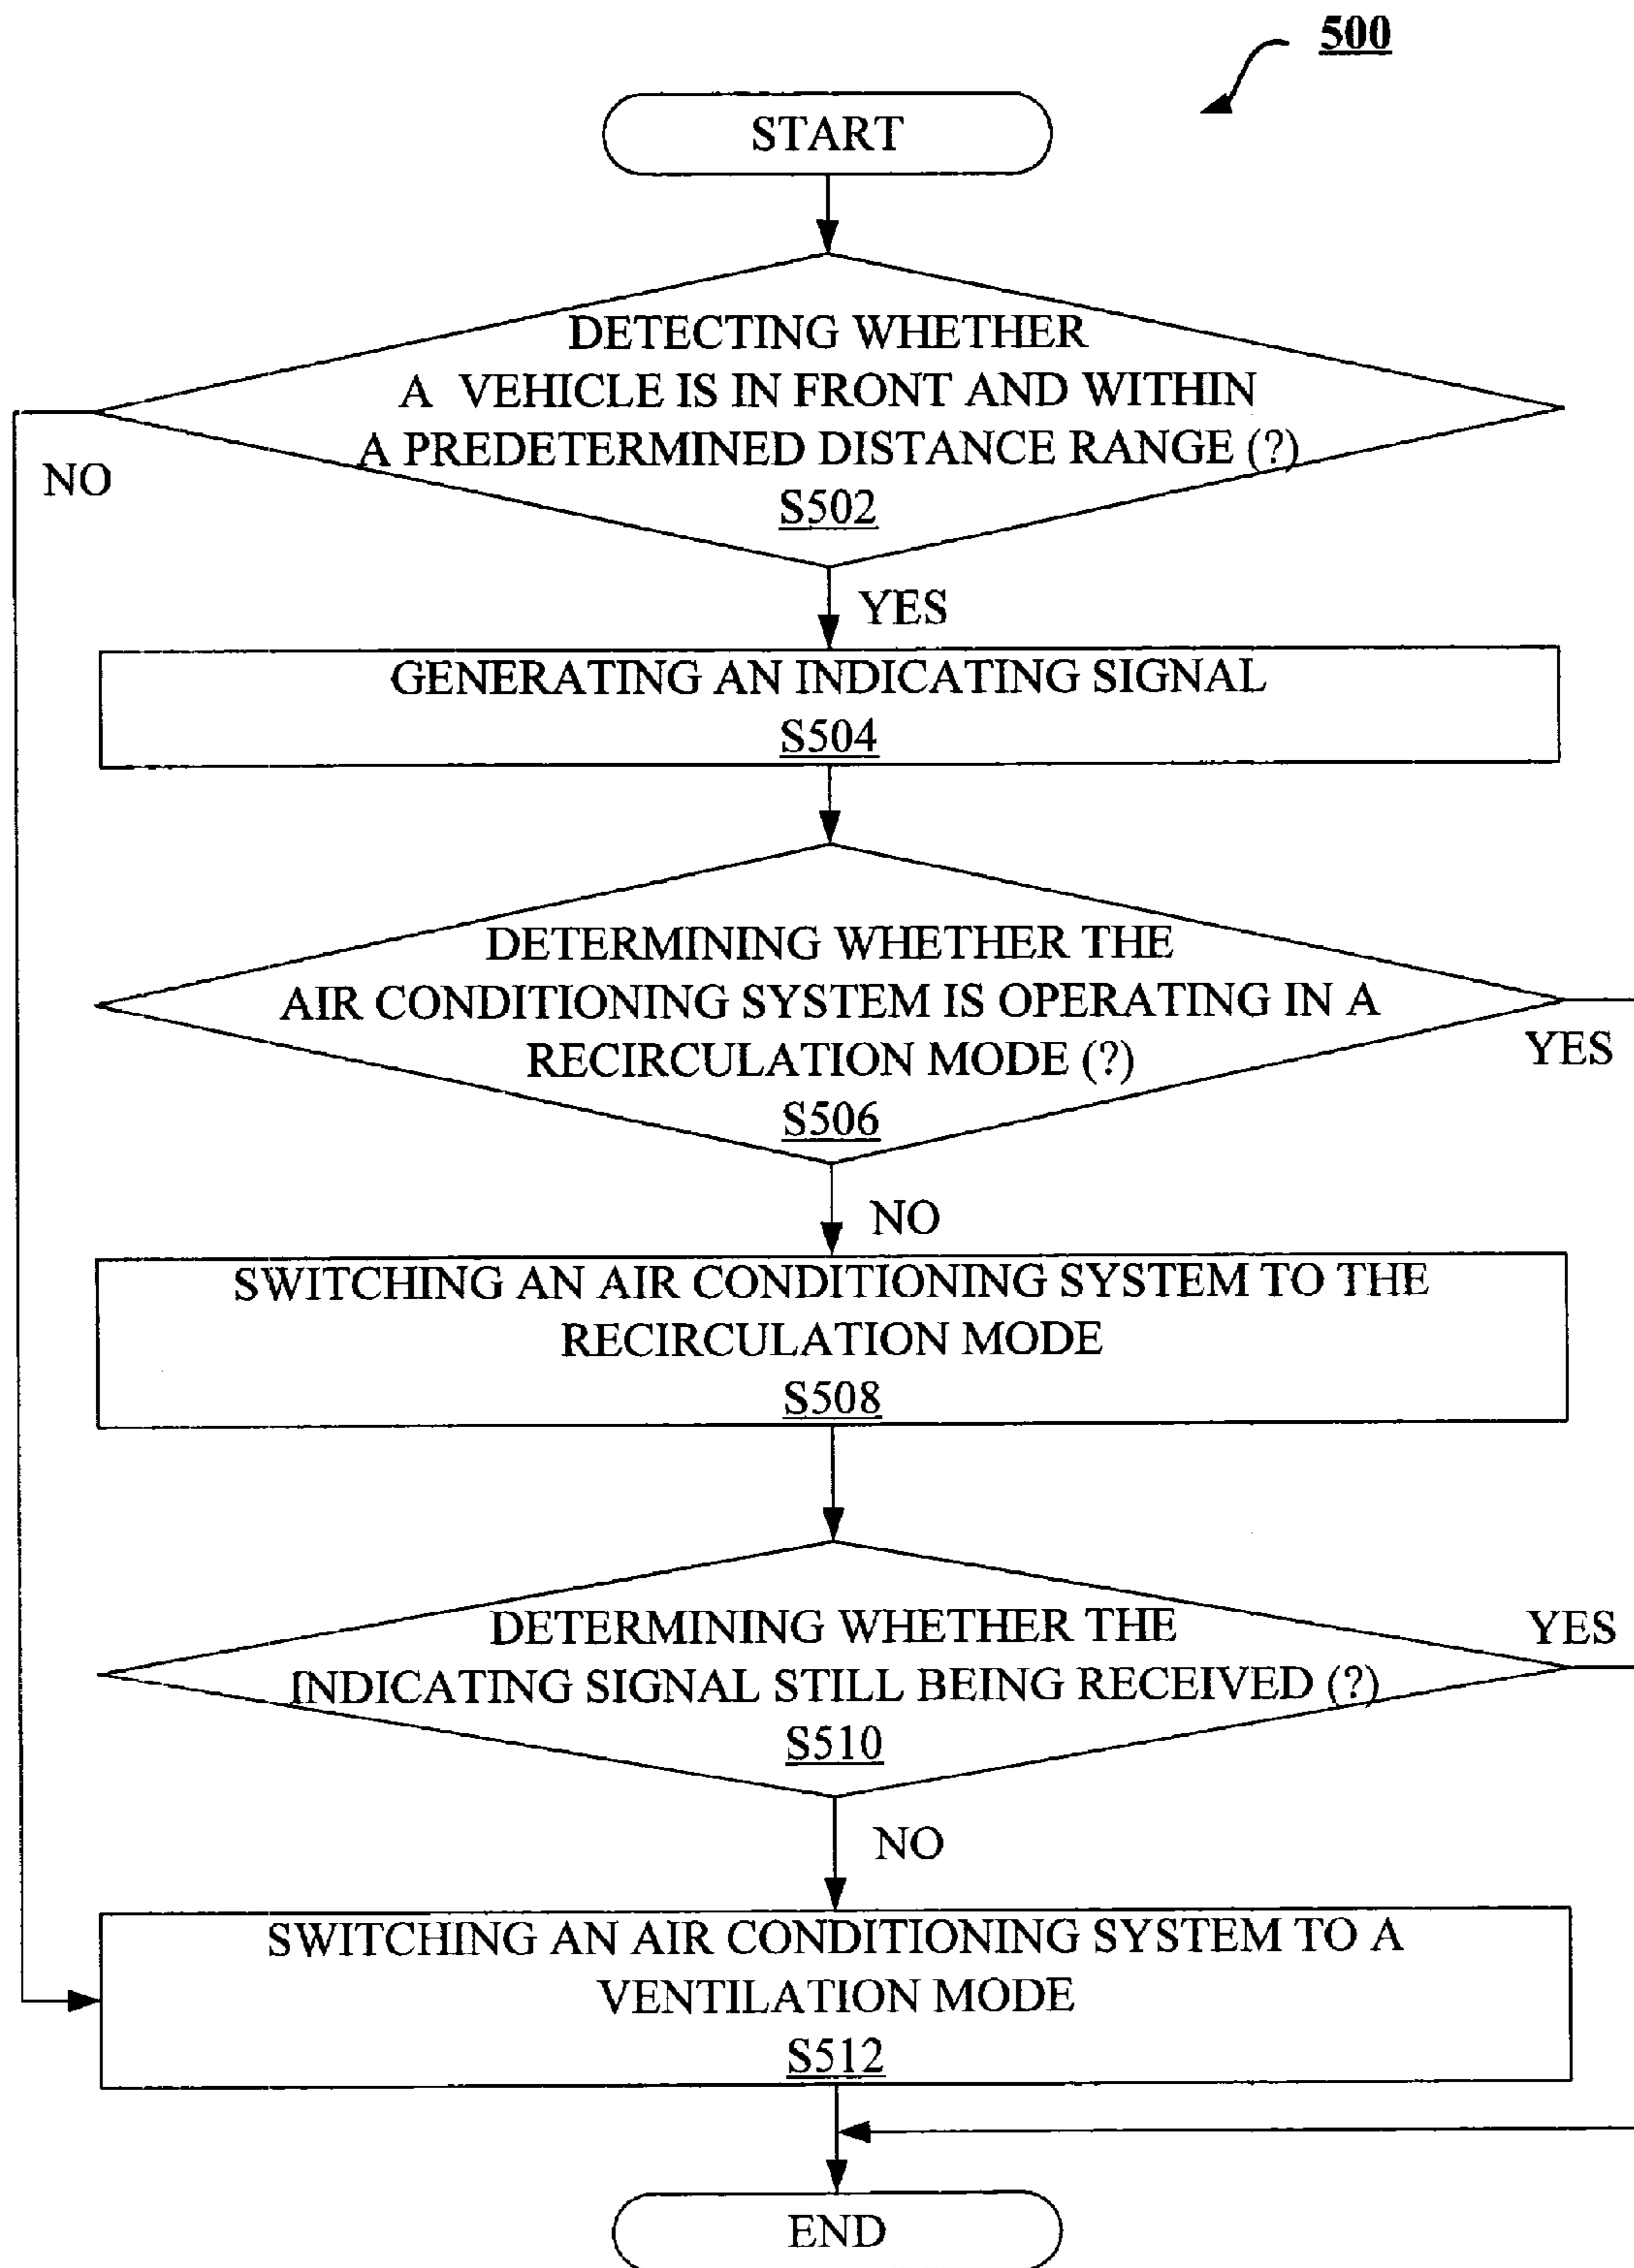 500
START
DETECTING WHETHER
A VEHICLE IS IN FRONT AND WITHIN
A PREDETERMINED DISTANCE RANGE (?)
S502
NO
YES
GENERATING AN INDICATING SIGNAL
S504
DETERMINING WHETHER THE
AIR CONDITIONING SYSTEM IS OPERATING IN A
RECIRCULATION MODE (?)
S506
YES
NO
SWITCHING AN AIR CONDITIONING SYSTEM TO THE
RECIRCULATION MODE
S508
DETERMINING WHETHER THE
INDICATING SIGNAL STILL BEING RECEIVED (?)
S510
YES
NO
SWITCHING AN AIR CONDITIONING SYSTEM TO A
VENTILATION MODE
S512
END